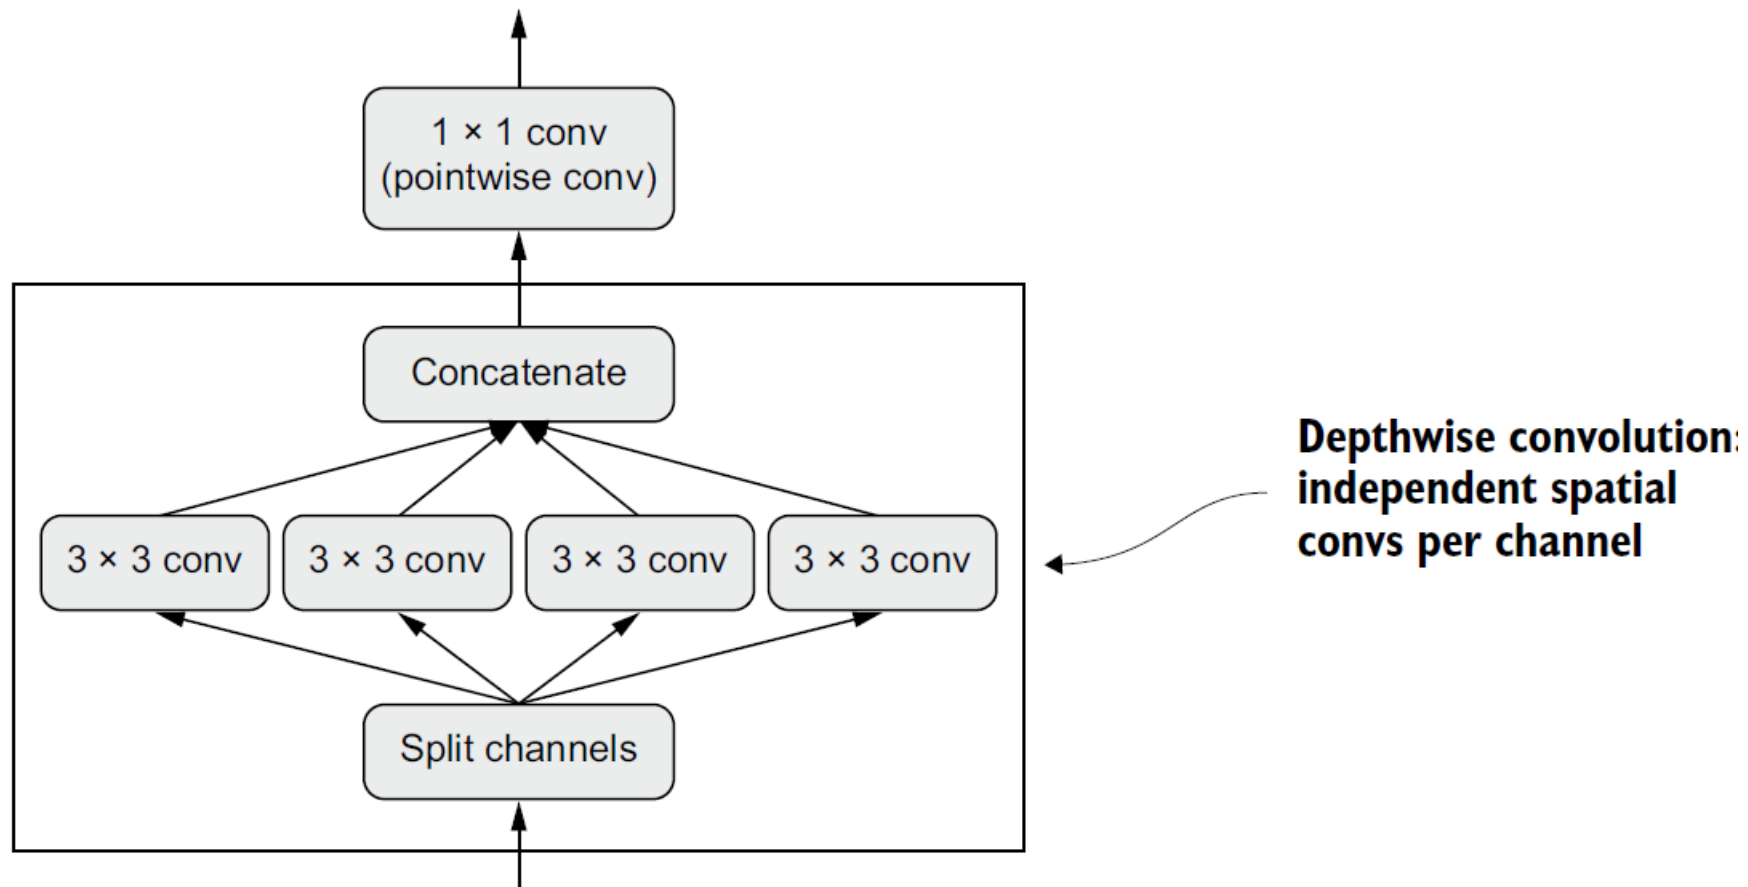 1 × 1 conv
(pointwise conv)
Concatenate
3 × 3 conv
3 × 3 conv
3 × 3 conv
3 × 3 conv
Split channels
Depthwise convolution:
independent spatial
convs per channel